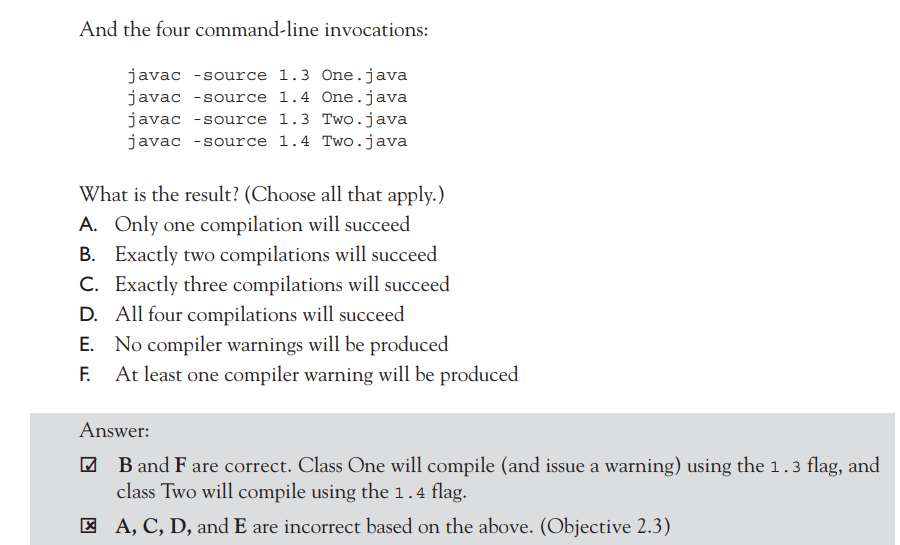 And the four command-line invocations:
javac -source 1.3 One.java
javac -source 1.4 One.java
javac -source 1.3 Two.java
javac -source 1.4 Two.java
What is the result? (Choose all that apply.)
A. Only one compilation will succeed
B. Exactly two compilations will succeed
C. Exactly three compilations will succeed
D. All four compilations will succeed
E. No compiler warnings will be produced
F. At least one compiler warning will be produced
Answer:
☑ B and F are correct. Class One will compile (and issue a warning) using the 1.3 flag, and
class Two will compile using the 1.4 flag.
☒ A, C, D, and E are incorrect based on the above. (Objective 2.3)